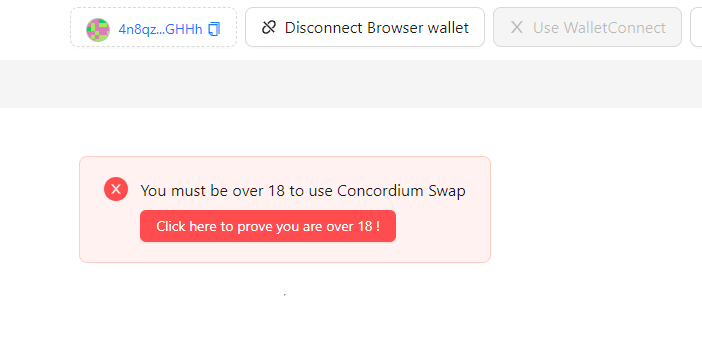 4n8qz...GHHh
Disconnect Browser wallet
Use WalletConnect
You must be over 18 to use Concordium Swap
Click here to prove you are over 18 !